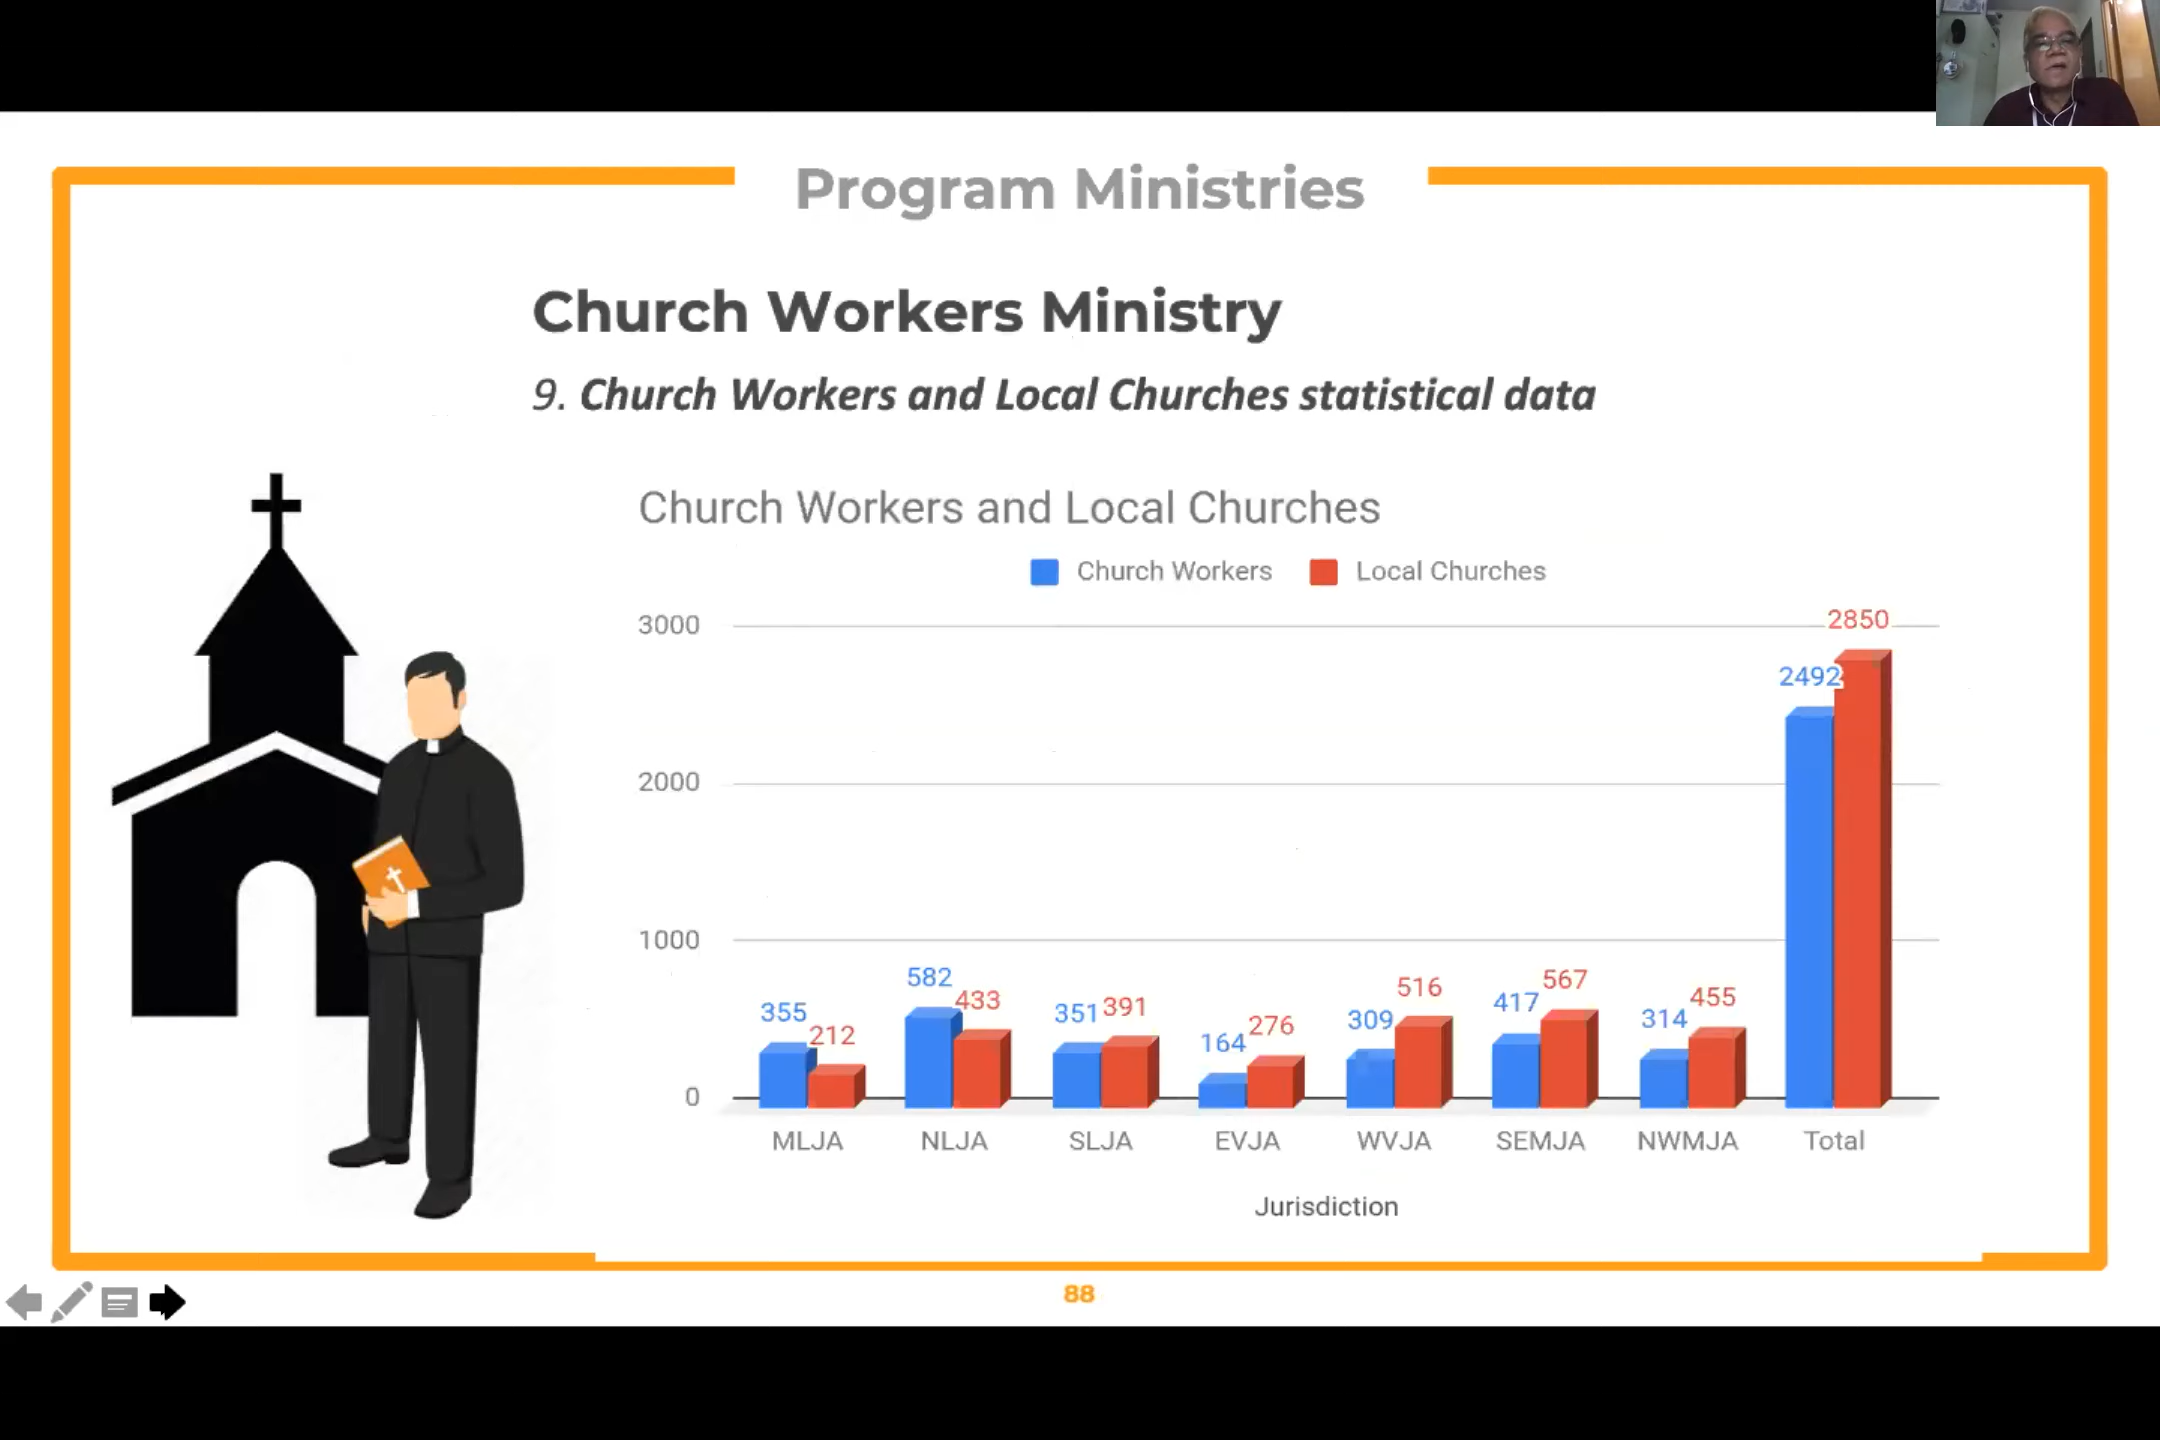 Program Ministries
Church Workers Ministry
9. Church Workers and Local Churches statistical data
Church Workers and Local Churches
Church Workers Local Churches
3000
2000
1000
0
355 212
582 433
351 391
164 276
309 516
417 567
314 455
2492 2850
MLJA NLJA SLJA EVJA WVJA SEMJA NWMJA Total
Jurisdiction
88